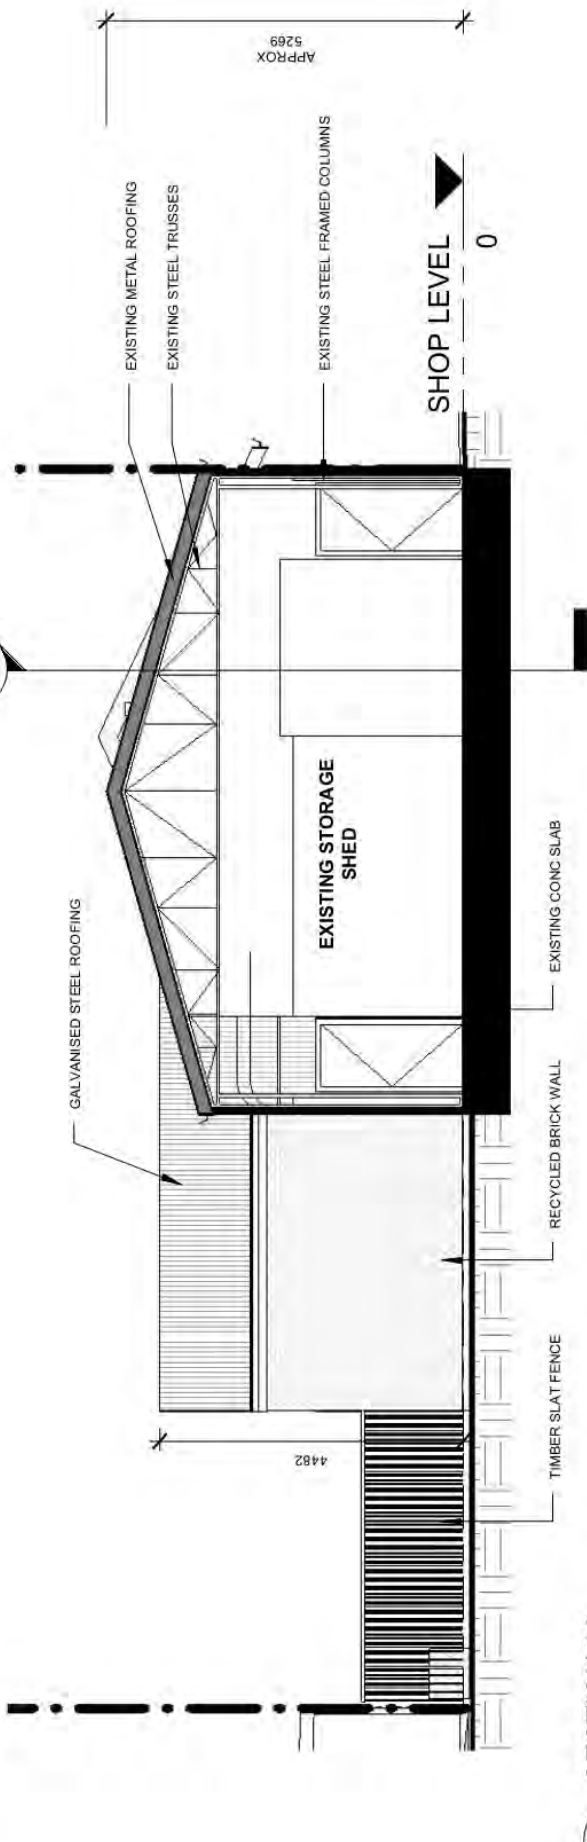 APPROX
5269
EXISTING METAL ROOFING
EXISTING STEEL TRUSSES
EXISTING STEEL FRAMED COLUMNS
SHOP LEVEL
0
GALVANISED STEEL ROOFING
EXISTING STORAGE
SHED
4482
EXISTING CONC SLAB
RECYCLED BRICK WALL
TIMBER SLAT FENCE